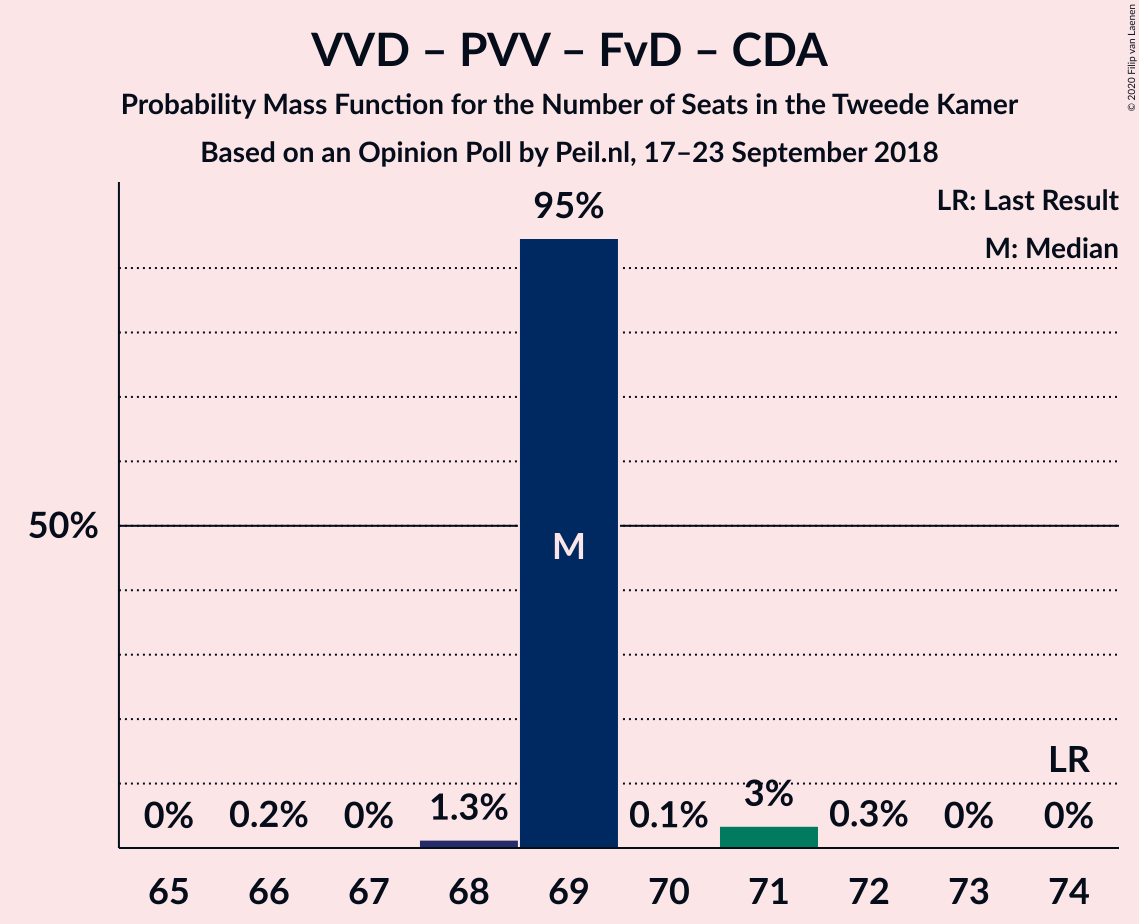 VVD – PVV – FvD – CDA
Probability Mass Function for the Number of Seats in the Tweede Kamer
Based on an Opinion Poll by Peil.nl, 17–23 September 2018
© 2020 Filip van Laenen
LR: Last Result
M: Median
95%
50%
M
LR
0% 0.2% 0% 1.3% 0.1% 3% 0.3% 0% 0%
65 66 67 68 69 70 71 72 73 74